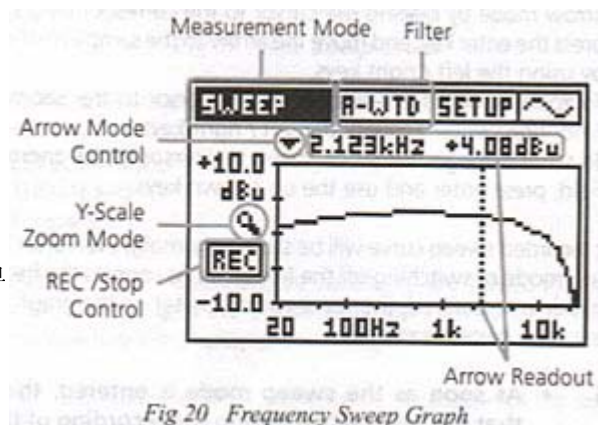 Measurement Mode Filter
SWEEP A-WTD SETUP
Arrow Mode Control
2.123kHz +4.08dBu
+10.0
dBu
Y-Scale Zoom Mode
REC
REC /Stop Control
-10.0
20 100Hz 1k 10k
Arrow Readout
Fig 20 Frequency Sweep Graph